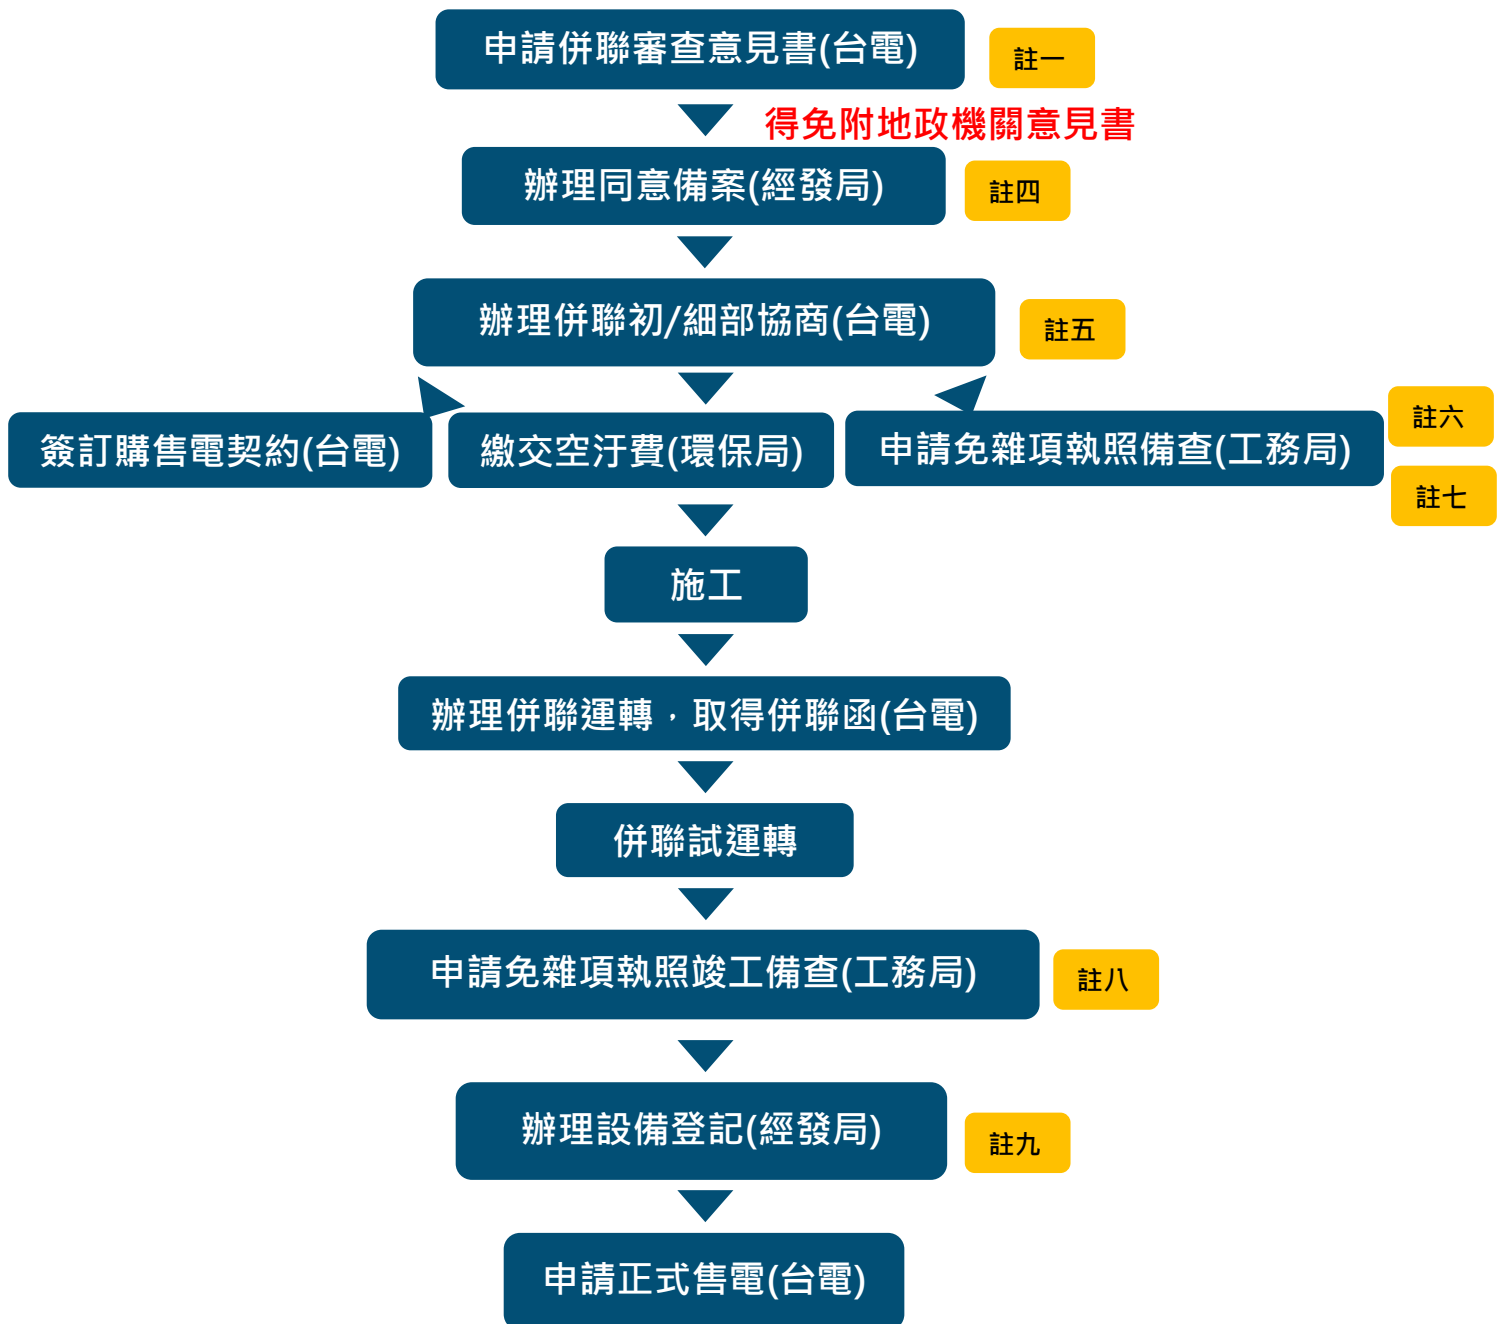 申請併聯審查意見書(台電)
註一
得免附地政機關意見書
辦理同意備案(經發局)
註四
辦理併聯初/細部協商(台電)
註五
簽訂購售電契約(台電)
繳交空汙費(環保局)
申請免雜項執照備查(工務局)
註六
註七
施工
辦理併聯運轉，取得併聯函(台電)
併聯試運轉
申請免雜項執照竣工備查(工務局)
註八
辦理設備登記(經發局)
註九
申請正式售電(台電)